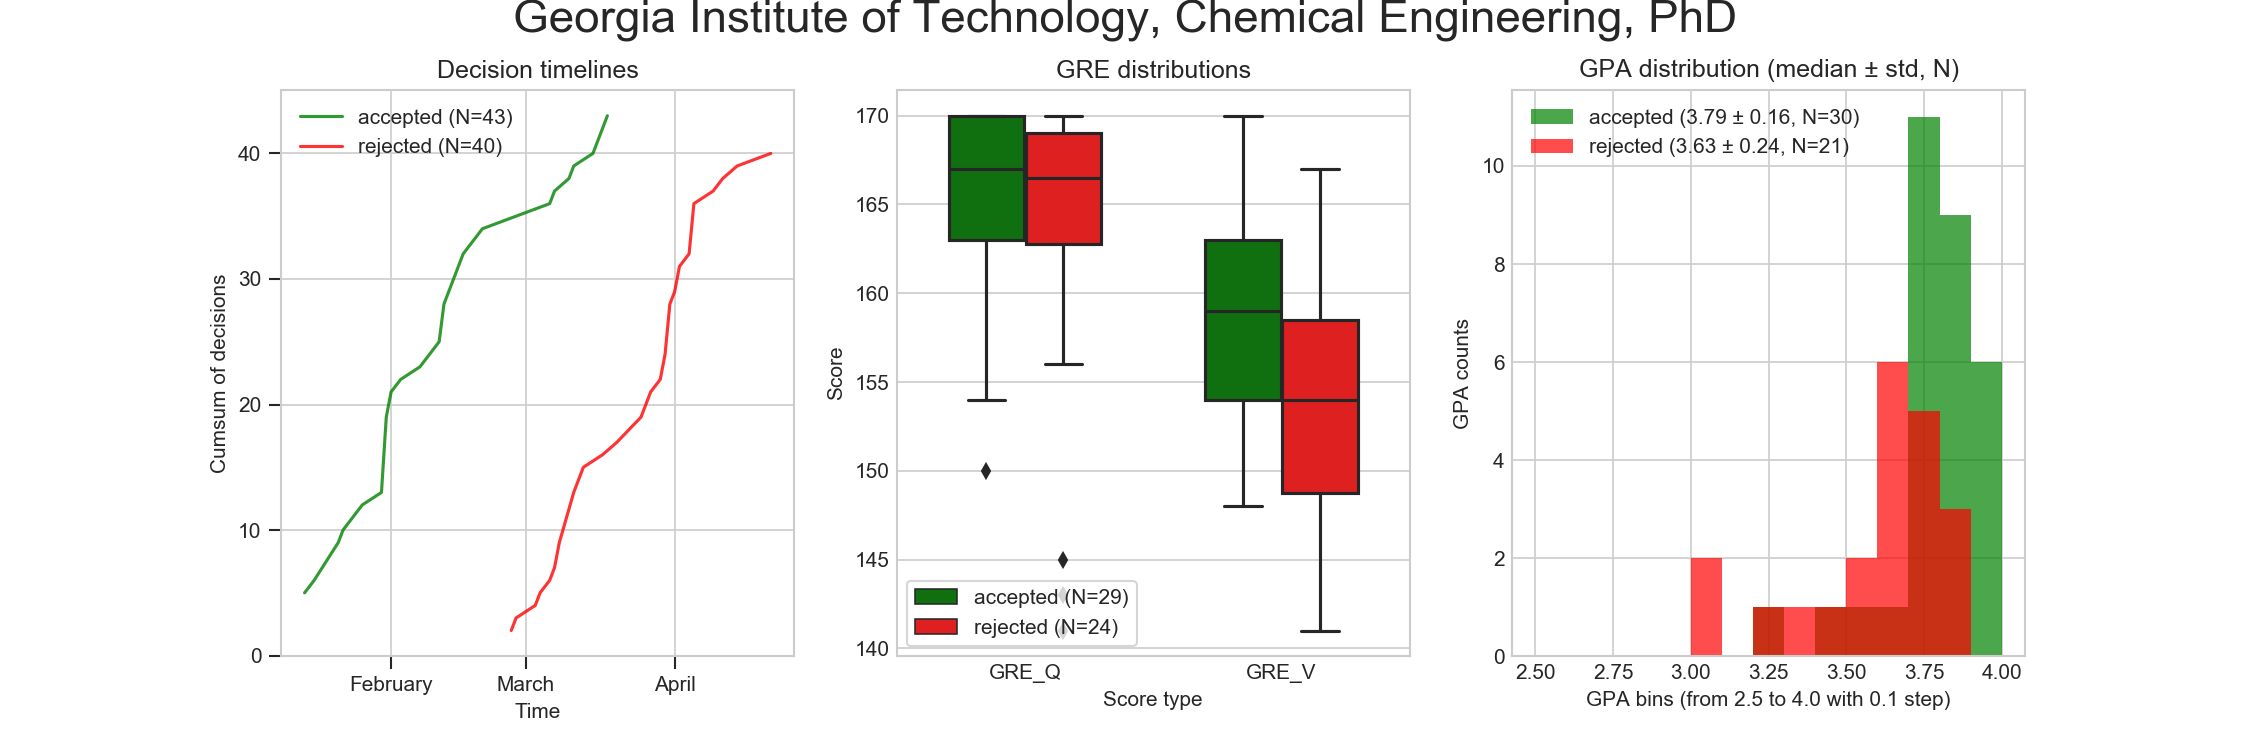 Georgia Institute of Technology, Chemical Engineering, PhD
Decision timelines
accepted (N=43)
rejected (N=40)
40
30
20
10
0
Cumsum of decisions
February
March
April
Time
GRE distributions
170
165
160
155
150
145
140
Score
accepted (N=29)
rejected (N=24)
GRE_Q
GRE_V
Score type
GPA distribution (median ± std, N)
accepted (3.79 ± 0.16, N=30)
rejected (3.63 ± 0.24, N=21)
10
8
6
4
2
0
GPA counts
2.50
2.75
3.00
3.25
3.50
3.75
4.00
GPA bins (from 2.5 to 4.0 with 0.1 step)